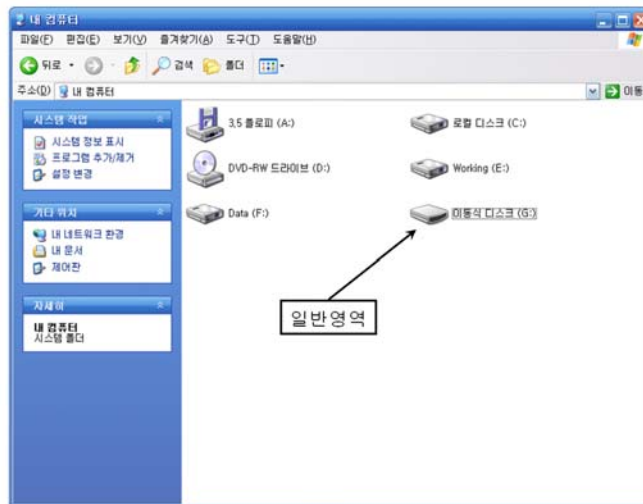 내 컴퓨터
파일(F) 편집(E) 보기(V) 즐겨찾기(A) 도구(T) 도움말(H)
뒤로 검색 폴더
주소(D) 내 컴퓨터 이동
시스템 작업
시스템 정보 표시
프로그램 추가/제거
설정 변경
기타 위치
내 네트워크 환경
내 문서
제어판
자세히
내 컴퓨터
시스템 폴더
3.5 플로피 (A:) 로컬 디스크 (C:)
DVD-RW 드라이브 (D:) Working (E:)
Data (F:) 이동식 디스크 (G:)
일반영역